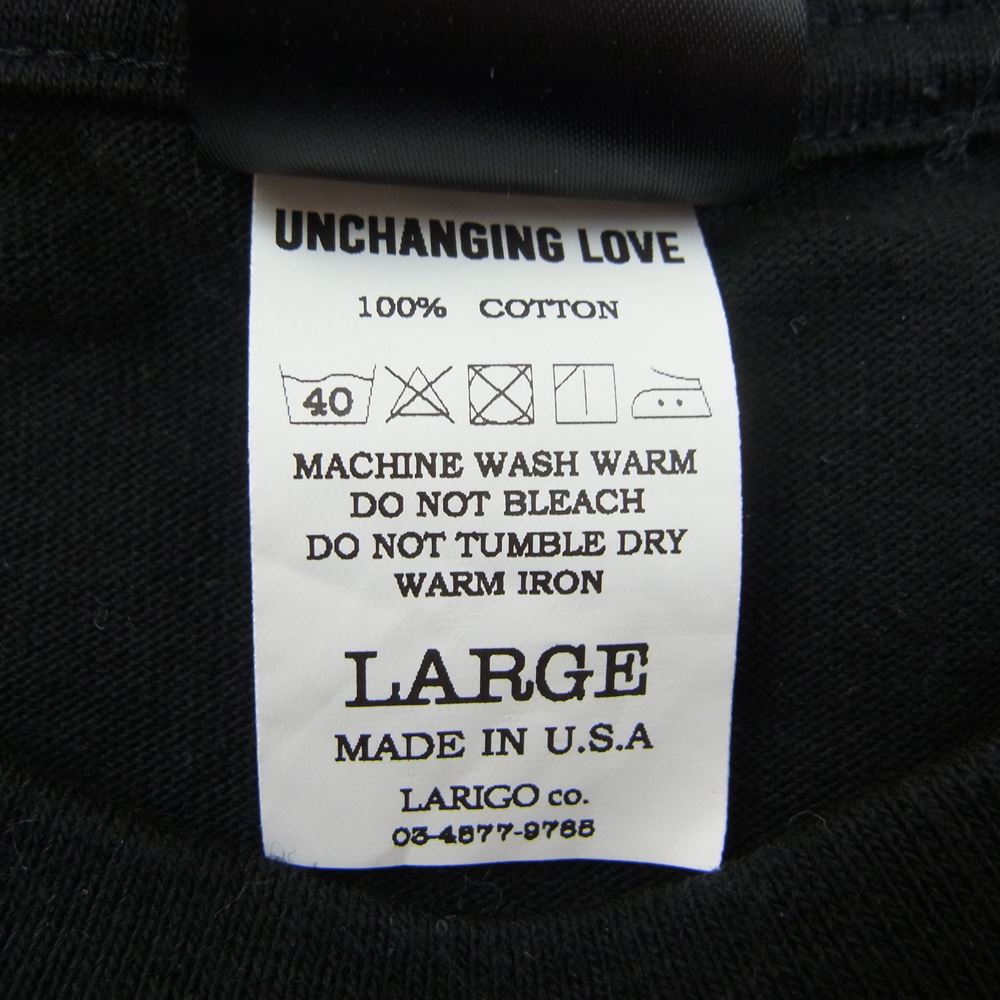 UNCHANGING LOVE
100% COTTON
40
MACHINE WASH WARM
DO NOT BLEACH
DO NOT TUMBLE DRY
WARM IRON
LARGE
MADE IN U.S.A
LARIGO co.
03-4577-9765